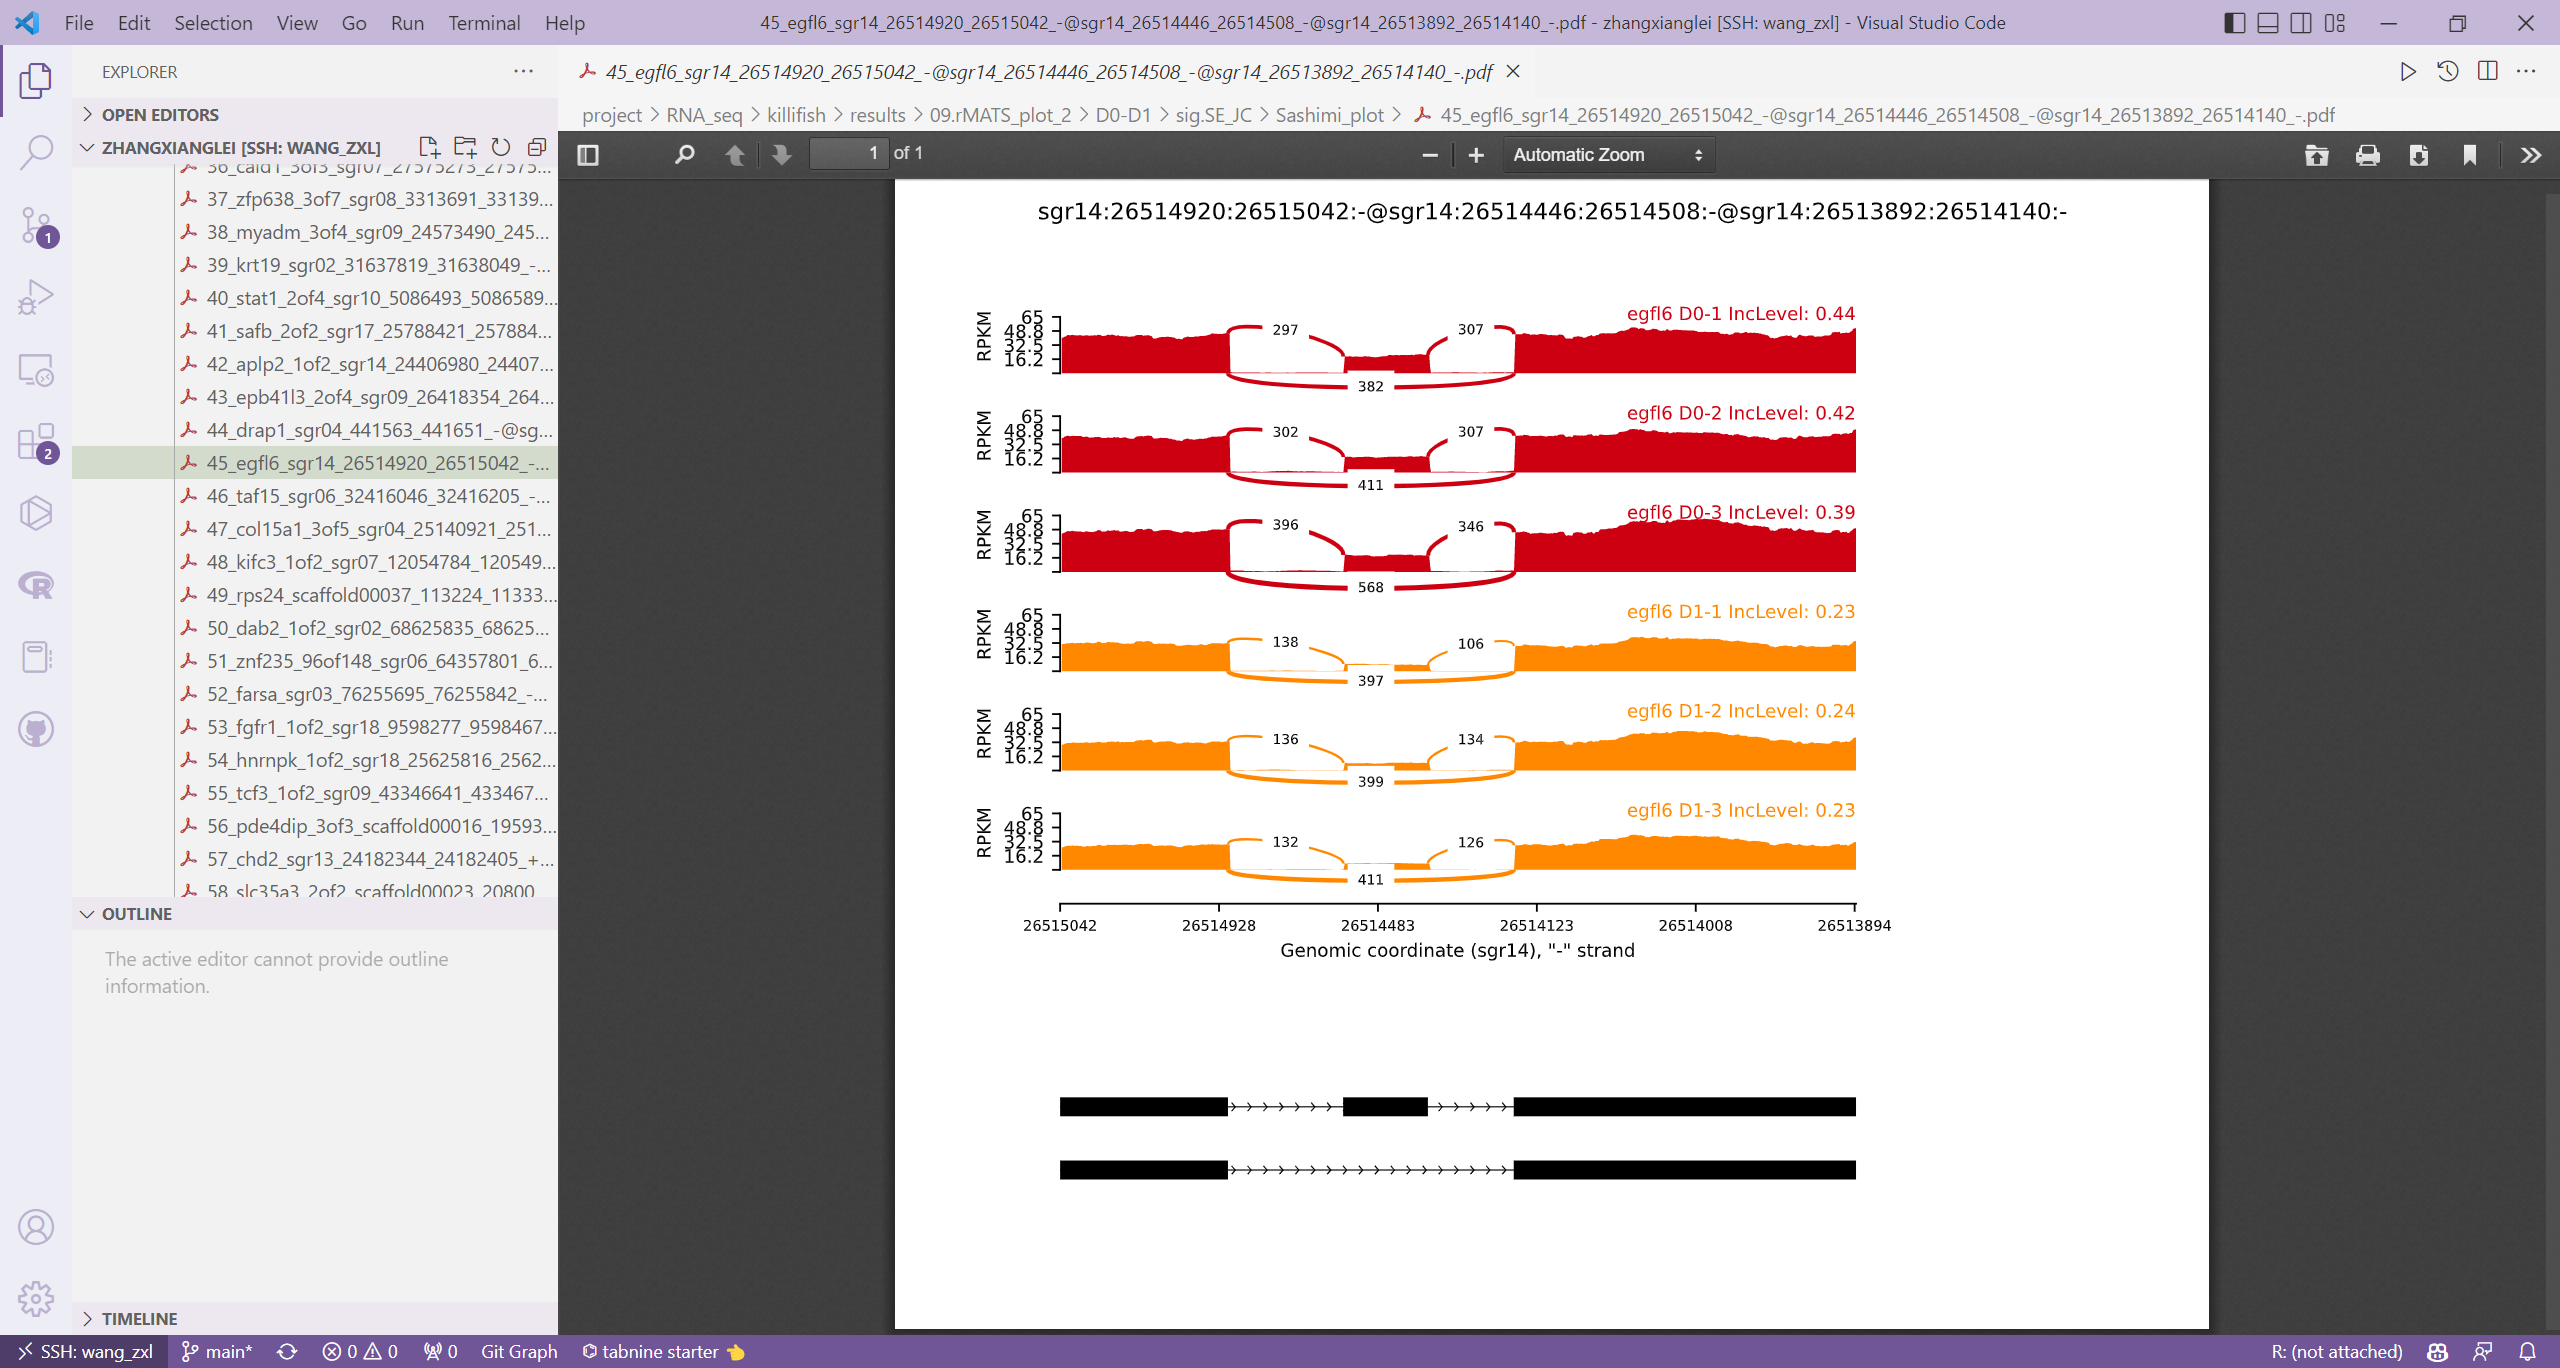 File Edit Selection View Go Run Terminal Help
45_egfl6_sgr14_26514920_26515042_-@sgr14_26514446_26514508_-@sgr14_26513892_26514140_-.pdf - zhangxianglei [SSH: wang_zxl] - Visual Studio Code
EXPLORER
OPEN EDITORS
ZHANGXIANGLEI [SSH: WANG_ZXL]
36_cald1_3of3_sgr07_27575273_27575...
37_zfp638_3of7_sgr08_3313691_33139...
38_myadm_3of4_sgr09_24573490_245...
39_krt19_sgr02_31637819_31638049_-...
40_stat1_2of4_sgr10_5086493_5086589...
41_safb_2of2_sgr17_25788421_257884...
42_aplp2_1of2_sgr14_24406980_24407...
43_epb41l3_2of4_sgr09_26418354_264...
44_drap1_sgr04_441563_441651_-@sg...
45_egfl6_sgr14_26514920_26515042_-...
46_taf15_sgr06_32416046_32416205_-...
47_col15a1_3of5_sgr04_25140921_251...
48_kifc3_1of2_sgr07_12054784_120549...
49_rps24_scaffold00037_113224_11333...
50_dab2_1of2_sgr02_68625835_68625...
51_znf235_96of148_sgr06_64357801_6...
52_farsa_sgr03_76255695_76255842_-...
53_fgfr1_1of2_sgr18_9598277_9598467...
54_hnrnpk_1of2_sgr18_25625816_2562...
55_tcf3_1of2_sgr09_43346641_433467...
56_pde4dip_3of3_scaffold00016_19593...
57_chd2_sgr13_24182344_24182405_+...
58_slc35a3_2of2_scaffold00023_20800
OUTLINE
The active editor cannot provide outline
information.
TIMELINE
1
2
45_egfl6_sgr14_26514920_26515042_-@sgr14_26514446_26514508_-@sgr14_26513892_26514140_-.pdf
project > RNA_seq > killifish > results > 09.rMATS_plot_2 > D0-D1 > sig.SE_JC > Sashimi_plot > 45_egfl6_sgr14_26514920_26515042_-@sgr14_26514446_26514508_-@sgr14_26513892_26514140_-.pdf
1 of 1
Automatic Zoom
sgr14:26514920:26515042:-@sgr14:26514446:26514508:-@sgr14:26513892:26514140:-
egfl6 D0-1 IncLevel: 0.44
RPKM
65
48.8
32.5
16.2
297
307
382
egfl6 D0-2 IncLevel: 0.42
RPKM
65
48.8
32.5
16.2
302
307
411
egfl6 D0-3 IncLevel: 0.39
RPKM
65
48.8
32.5
16.2
396
346
568
egfl6 D1-1 IncLevel: 0.23
RPKM
65
48.8
32.5
16.2
138
106
397
egfl6 D1-2 IncLevel: 0.24
RPKM
65
48.8
32.5
16.2
136
134
399
egfl6 D1-3 IncLevel: 0.23
RPKM
65
48.8
32.5
16.2
132
126
411
26515042 26514928 26514483 26514123 26514008 26513894
Genomic coordinate (sgr14), "-" strand
SSH: wang_zxl main* 0 0 0 Git Graph tabnine starter
R: (not attached)